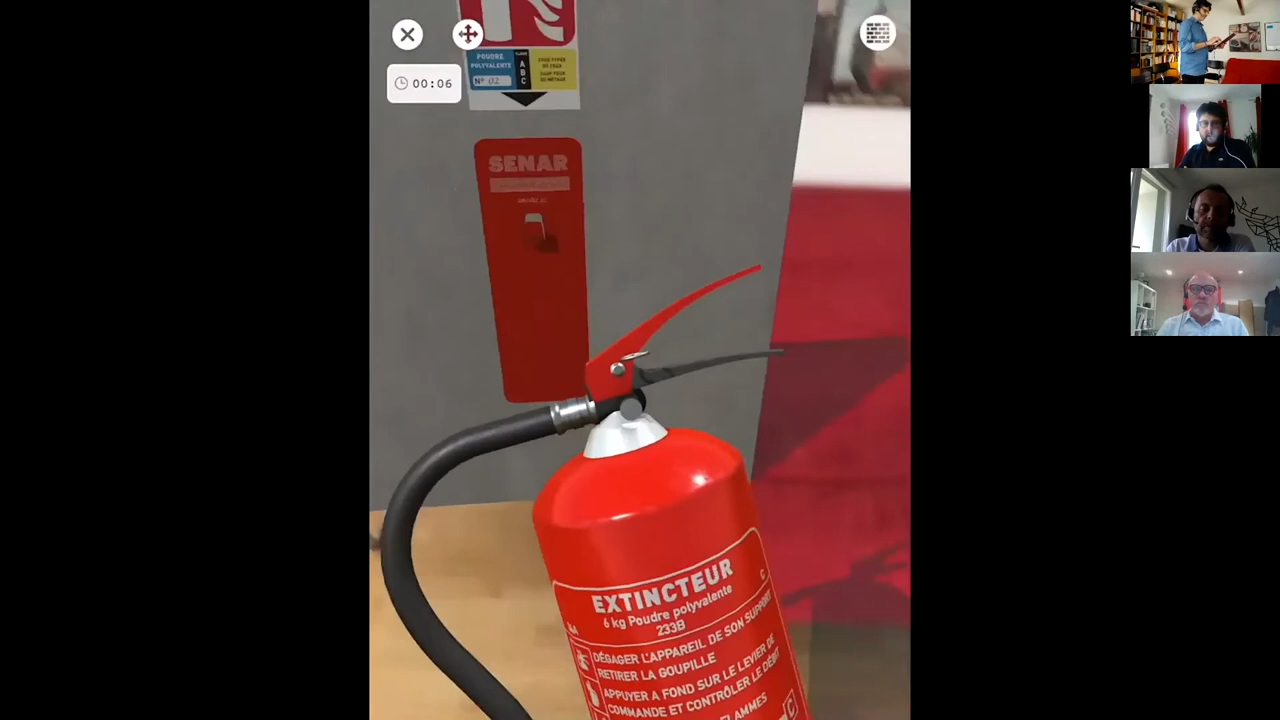 00:06
POUDRE
POLYVALENTE
N° 02
A
B
C
SENAR
EXTINCTEUR
6 kg Poudre polyvalente
233B
C
DÉGAGER L'APPAREIL DE SON SUPPORT
RETIRER LA GOUPILLE
APPUYER A FOND SUR LE LEVIER DE
COMMANDE ET CONTRÔLER LE DÉBIT
FLAMMES
C